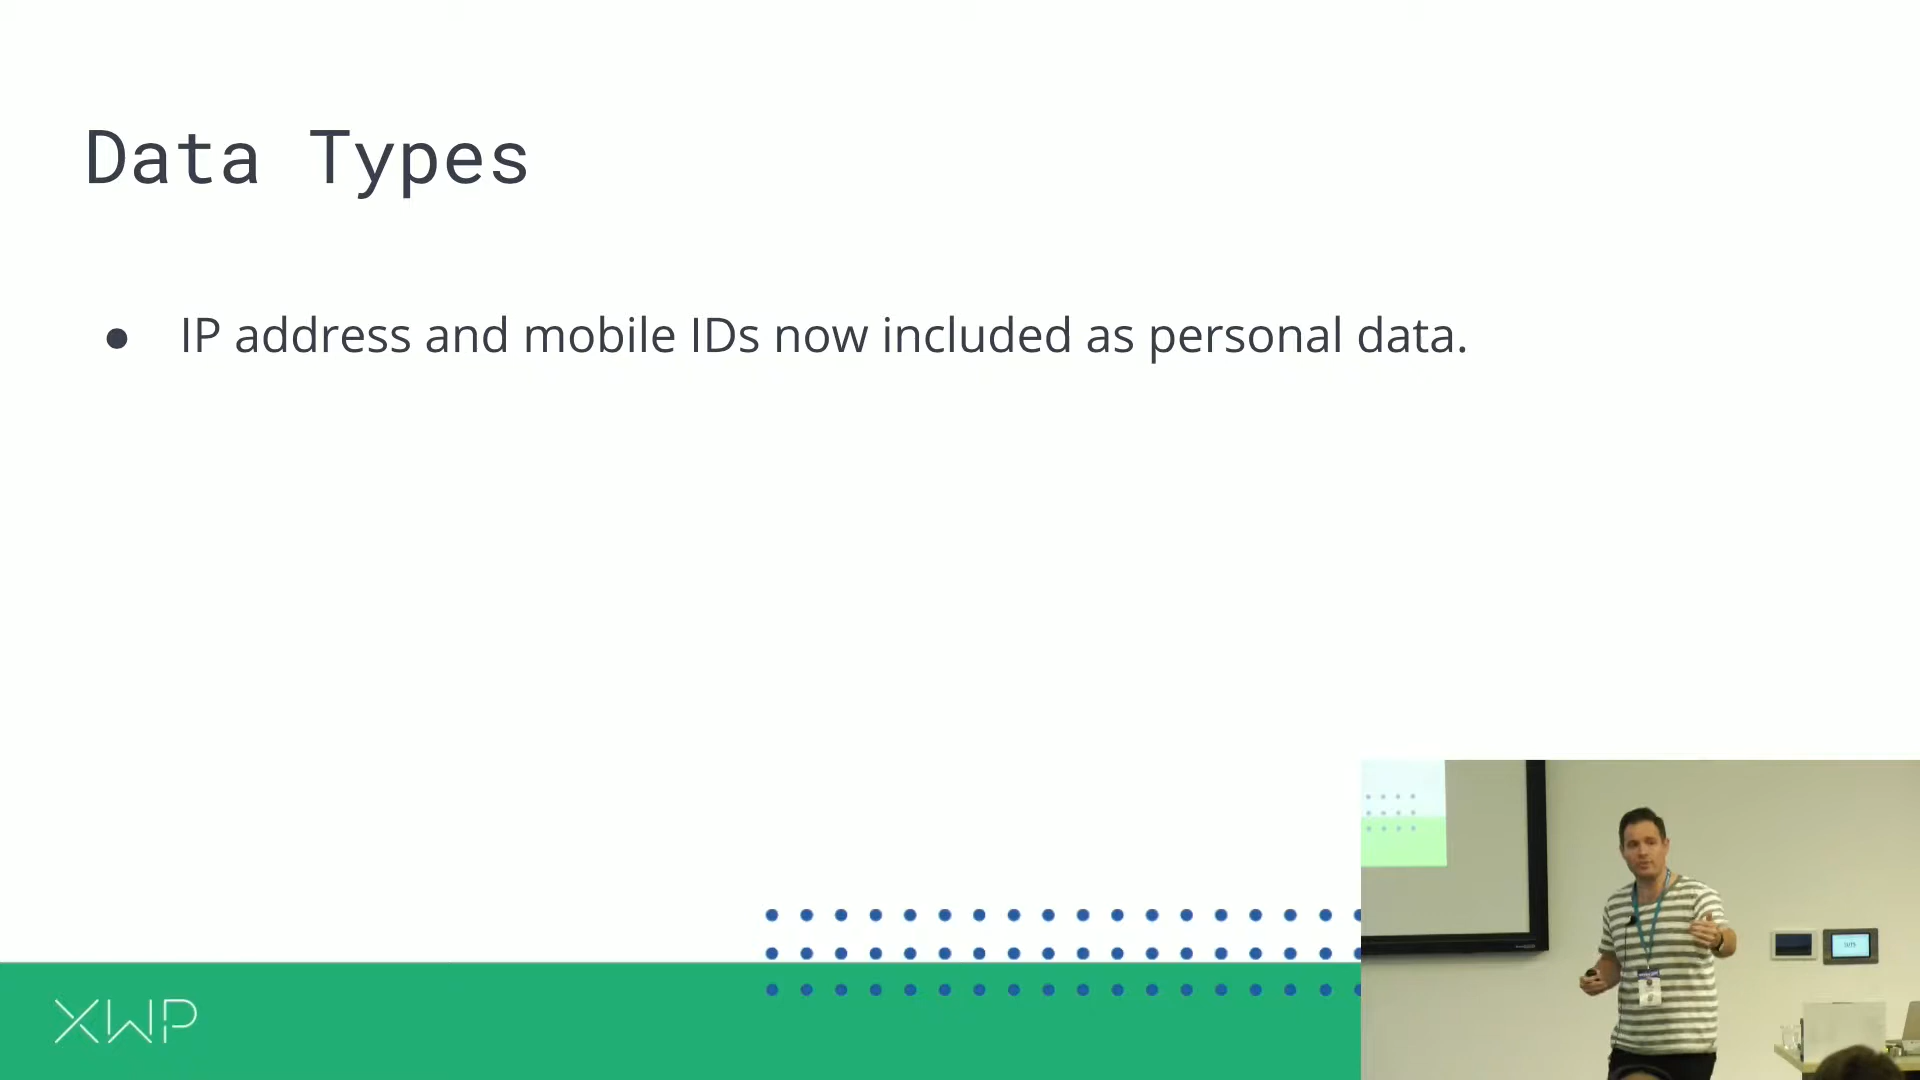 Data Types
● IP address and mobile IDs now included as personal data.
XWP